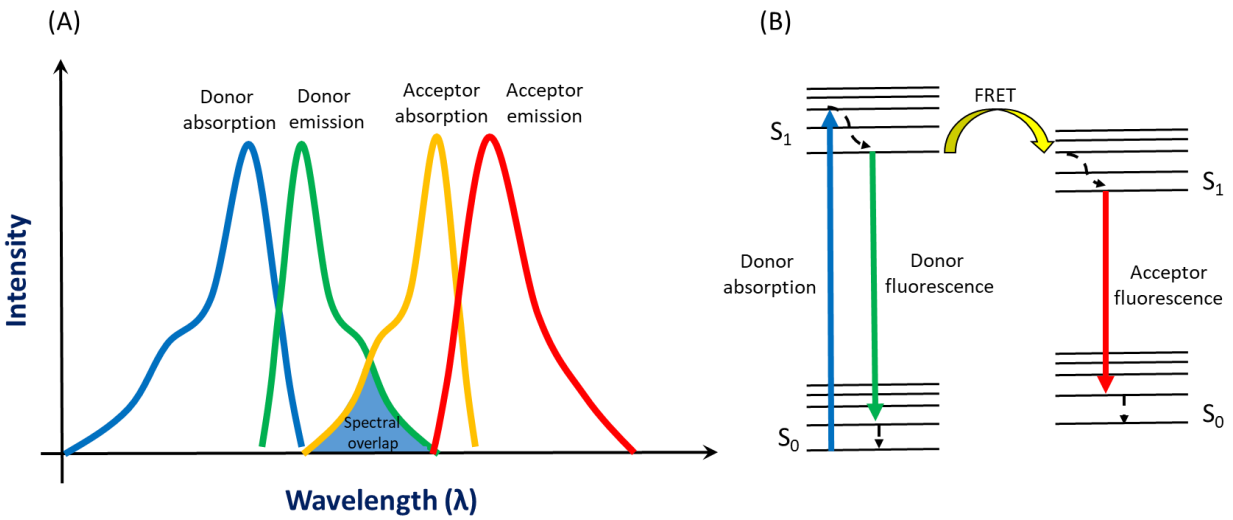 (A)
Donor
absorption
Donor
emission
Acceptor
absorption
Acceptor
emission
Intensity
Spectral
overlap
Wavelength (λ)
(B)
FRET
S1
S1
Donor
absorption
Donor
fluorescence
Acceptor
fluorescence
S0
S0